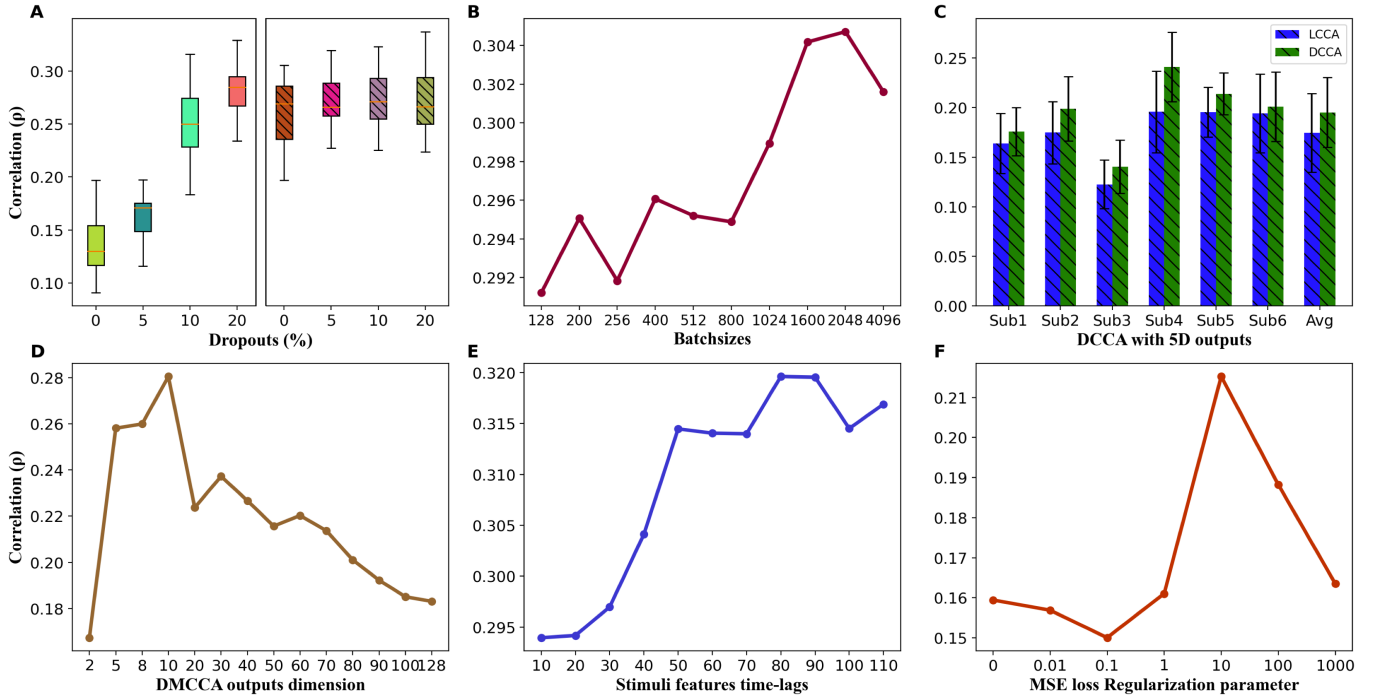 A
Correlation (ρ)
0.30
0.25
0.20
0.15
0.10
0 5 10 20 0 5 10 20
Dropouts (%)
B
0.304
0.302
0.300
0.298
0.296
0.294
0.292
128 200 256 400 512 800 1024 1600 2048 4096
Batchsizes
C
LCCA
DCCA
0.25
0.20
0.15
0.10
0.05
0.00
Sub1 Sub2 Sub3 Sub4 Sub5 Sub6 Avg
DCCA with 5D outputs
D
Correlation (ρ)
0.28
0.26
0.24
0.22
0.20
0.18
2 5 8 10 20 30 40 50 60 70 80 90 100 128
DMCCA outputs dimension
E
0.320
0.315
0.310
0.305
0.300
0.295
10 20 30 40 50 60 70 80 90 100 110
Stimuli features time-lags
F
0.21
0.20
0.19
0.18
0.17
0.16
0.15
0 0.01 0.1 1 10 100 1000
MSE loss Regularization parameter